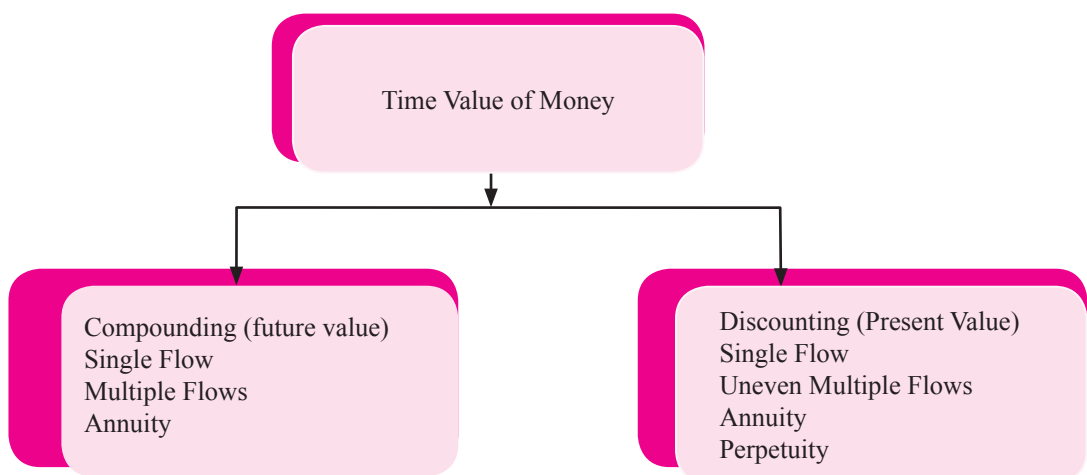 Time Value of Money
Compounding (future value)
Single Flow
Multiple Flows
Annuity
Discounting (Present Value)
Single Flow
Uneven Multiple Flows
Annuity
Perpetuity